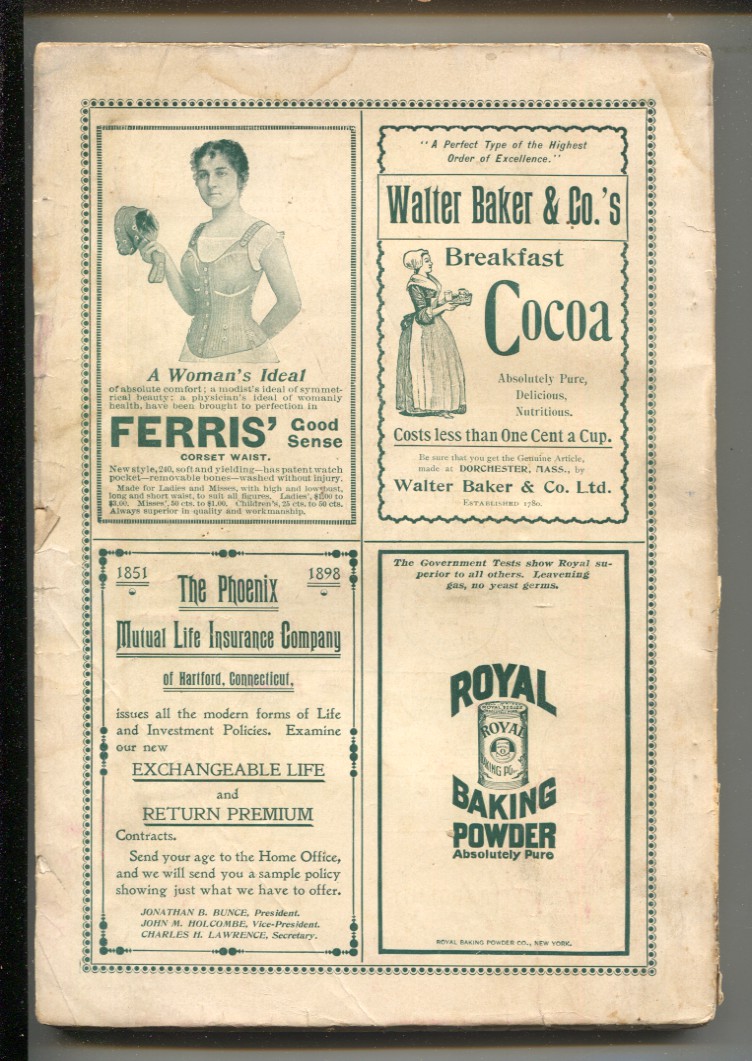 A Woman's Ideal
of absolute comfort; a modist's ideal of symmet-
rical beauty; a physician's ideal of womanly
health, have been brought to perfection in
FERRIS' Good
Sense
CORSET WAIST.
New style, 240, soft and yielding—has patent watch
pocket—removable bones—washed without injury.
Made for Ladies and Misses, with high and low bust,
long and short waist, to suit all figures. Ladies', $1.00 to
$2.00. Misses', 50 cts. to $1.00. Children's, 25 cts. to 50 cts.
Always superior in quality and workmanship.
"A Perfect Type of the Highest
Order of Excellence."
Walter Baker & Co.'s
Breakfast
Cocoa
Absolutely Pure,
Delicious,
Nutritious.
Costs less than One Cent a Cup.
Be sure that you get the Genuine Article,
made at DORCHESTER, MASS., by
Walter Baker & Co. Ltd.
ESTABLISHED 1780.
1851 1898
The Phoenix
Mutual Life Insurance Company
of Hartford, Connecticut,
issues all the modern forms of Life
and Investment Policies. Examine
our new
EXCHANGEABLE LIFE
and
RETURN PREMIUM
Contracts.
Send your age to the Home Office,
and we will send you a sample policy
showing just what we have to offer.
JONATHAN B. BUNCE, President.
JOHN M. HOLCOMBE, Vice-President.
CHARLES H. LAWRENCE, Secretary.
The Government Tests show Royal su-
perior to all others. Leavening
gas, no yeast germs.
ROYAL
ROYAL
BAKING
POWDER
Absolutely Pure
ROYAL BAKING POWDER CO., NEW YORK.